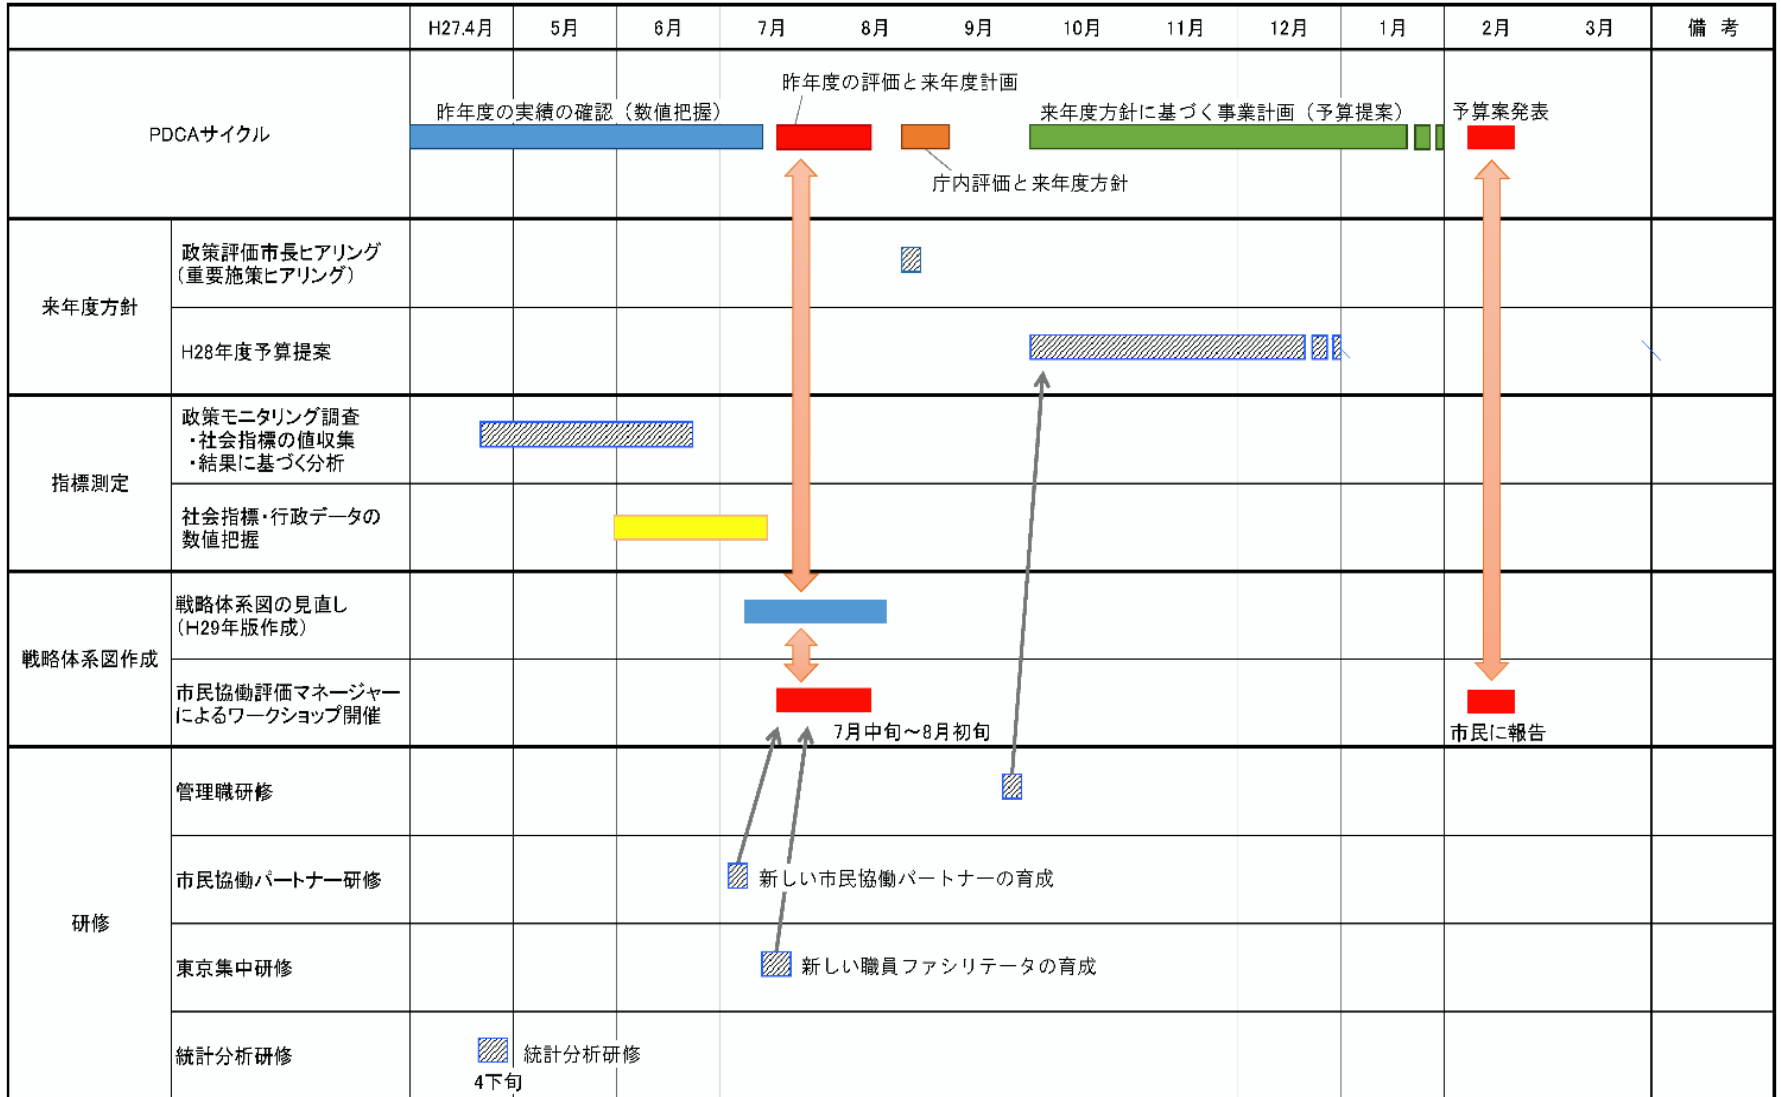 H27.4月 5月 6月 7月 8月 9月 10月 11月 12月 1月 2月 3月 備 考
PDCAサイクル
昨年度の実績の確認（数値把握）
昨年度の評価と来年度計画
庁内評価と来年度方針
来年度方針に基づく事業計画（予算提案）
予算案発表
来年度方針
政策評価市長ヒアリング
（重要施策ヒアリング）
H28年度予算提案
指標測定
政策モニタリング調査
・社会指標の値収集
・結果に基づく分析
社会指標・行政データの
数値把握
戦略体系図作成
戦略体系図の見直し
（H29年版作成）
市民協働評価マネージャー
によるワークショップ開催
7月中旬～8月初旬
市民に報告
研修
管理職研修
市民協働パートナー研修
新しい市民協働パートナーの育成
東京集中研修
新しい職員ファシリテータの育成
統計分析研修
統計分析研修
4下旬